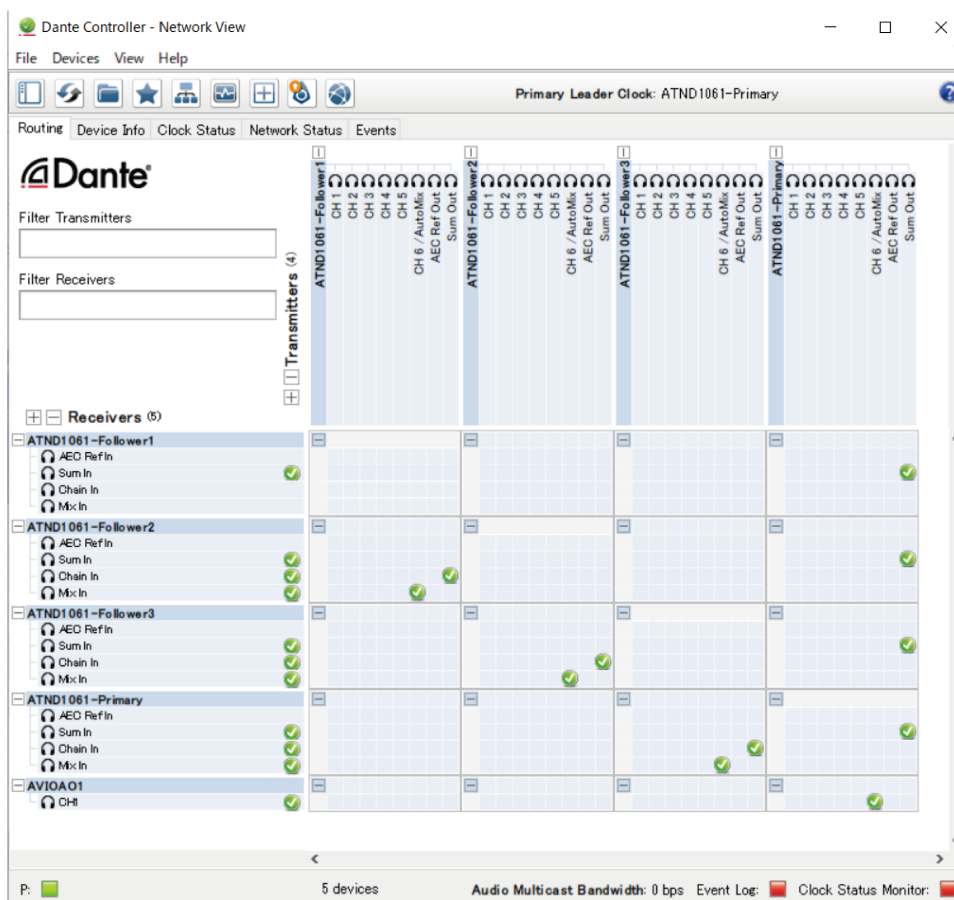 Dante Controller - Network View
File Devices View Help
Primary Leader Clock: ATND1061-Primary
?
Routing Device Info Clock Status Network Status Events
Dante
Filter Transmitters
Filter Receivers
Transmitters (4)
ATND1061-Follower1
CH 1
CH 2
CH 3
CH 4
CH 5
CH 6 /AutoMix
AEC Ref Out
Sum Out
ATND1061-Follower2
CH 1
CH 2
CH 3
CH 4
CH 5
CH 6 /AutoMix
AEC Ref Out
Sum Out
ATND1061-Follower3
CH 1
CH 2
CH 3
CH 4
CH 5
CH 6 /AutoMix
AEC Ref Out
Sum Out
ATND1061-Primary
CH 1
CH 2
CH 3
CH 4
CH 5
CH 6 /AutoMix
AEC Ref Out
Sum Out
Receivers (5)
ATND1061-Follower1
AEC Ref In
Sum In
Chain In
Mix In
ATND1061-Follower2
AEC Ref In
Sum In
Chain In
Mix In
ATND1061-Follower3
AEC Ref In
Sum In
Chain In
Mix In
ATND1061-Primary
AEC Ref In
Sum In
Chain In
Mix In
AVIOAO1
CH1
P: 5 devices Audio Multicast Bandwidth: 0 bps Event Log: Clock Status Monitor: